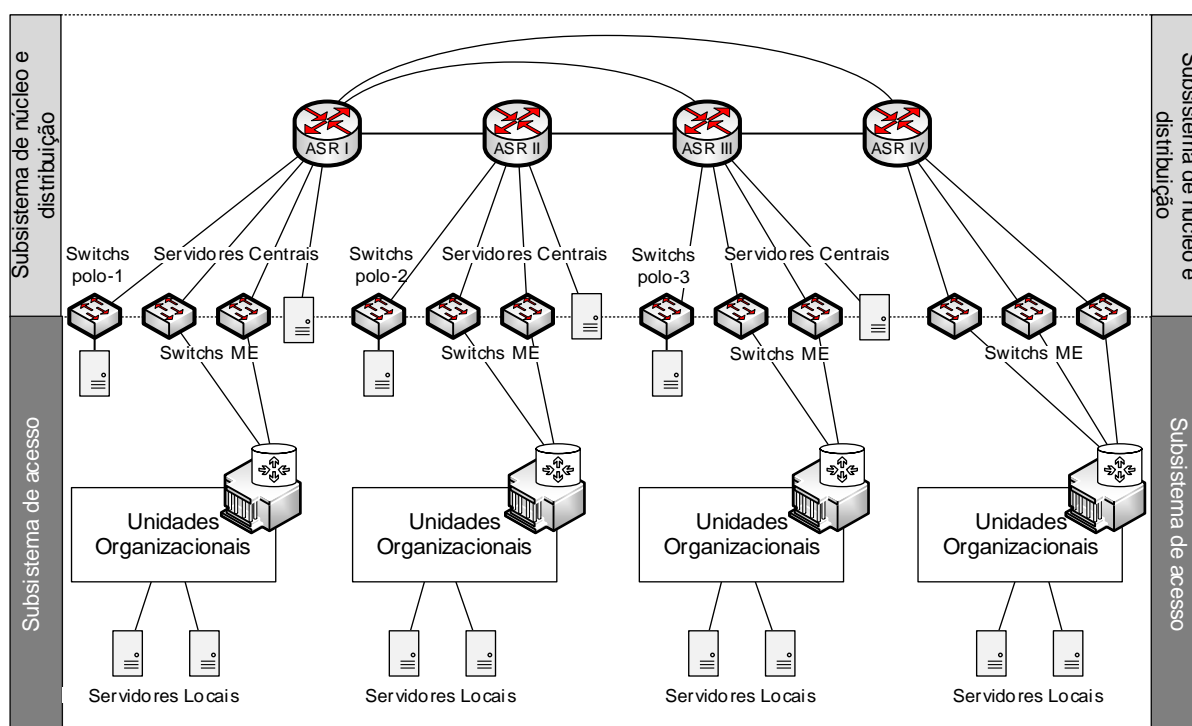 Subsistema de núcleo e
distribuição
Subsistema de núcleo e
distribuição
ASR I
ASR II
ASR III
ASR IV
Switchs
polo-1
Servidores Centrais
Switchs
polo-2
Servidores Centrais
Switchs
polo-3
Servidores Centrais
Switchs ME
Switchs ME
Switchs ME
Switchs ME
Subsistema de acesso
Subsistema de acesso
Unidades
Organizacionais
Unidades
Organizacionais
Unidades
Organizacionais
Unidades
Organizacionais
Servidores Locais
Servidores Locais
Servidores Locais
Servidores Locais